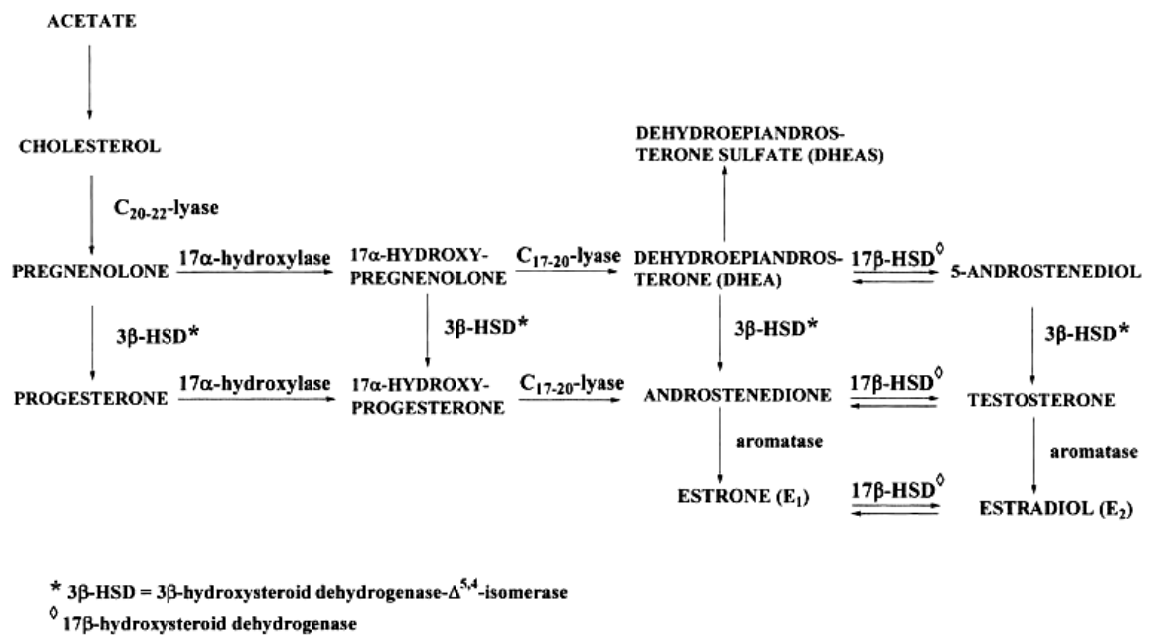 ACETATE
CHOLESTEROL
DEHYDROEPIANDROS-
TERONE SULFATE (DHEAS)
C20-22-lyase
PREGNENOLONE
17α-hydroxylase
17α-HYDROXY-
PREGNENOLONE
C17-20-lyase
DEHYDROEPIANDROS-
TERONE (DHEA)
17β-HSD◊
5-ANDROSTENEDIOL
3β-HSD*
3β-HSD*
3β-HSD*
3β-HSD*
PROGESTERONE
17α-hydroxylase
17α-HYDROXY-
PROGESTERONE
C17-20-lyase
ANDROSTENEDIONE
17β-HSD◊
TESTOSTERONE
aromatase
aromatase
ESTRONE (E1)
17β-HSD◊
ESTRADIOL (E2)
* 3β-HSD = 3β-hydroxysteroid dehydrogenase-Δ5,4-isomerase
◊ 17β-hydroxysteroid dehydrogenase